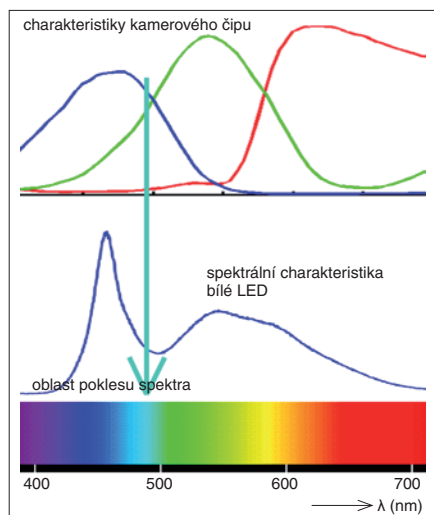 charakteristiky kamerového čipu
spektrální charakteristika
bílé LED
oblast poklesu spektra
400 500 600 700
λ (nm)